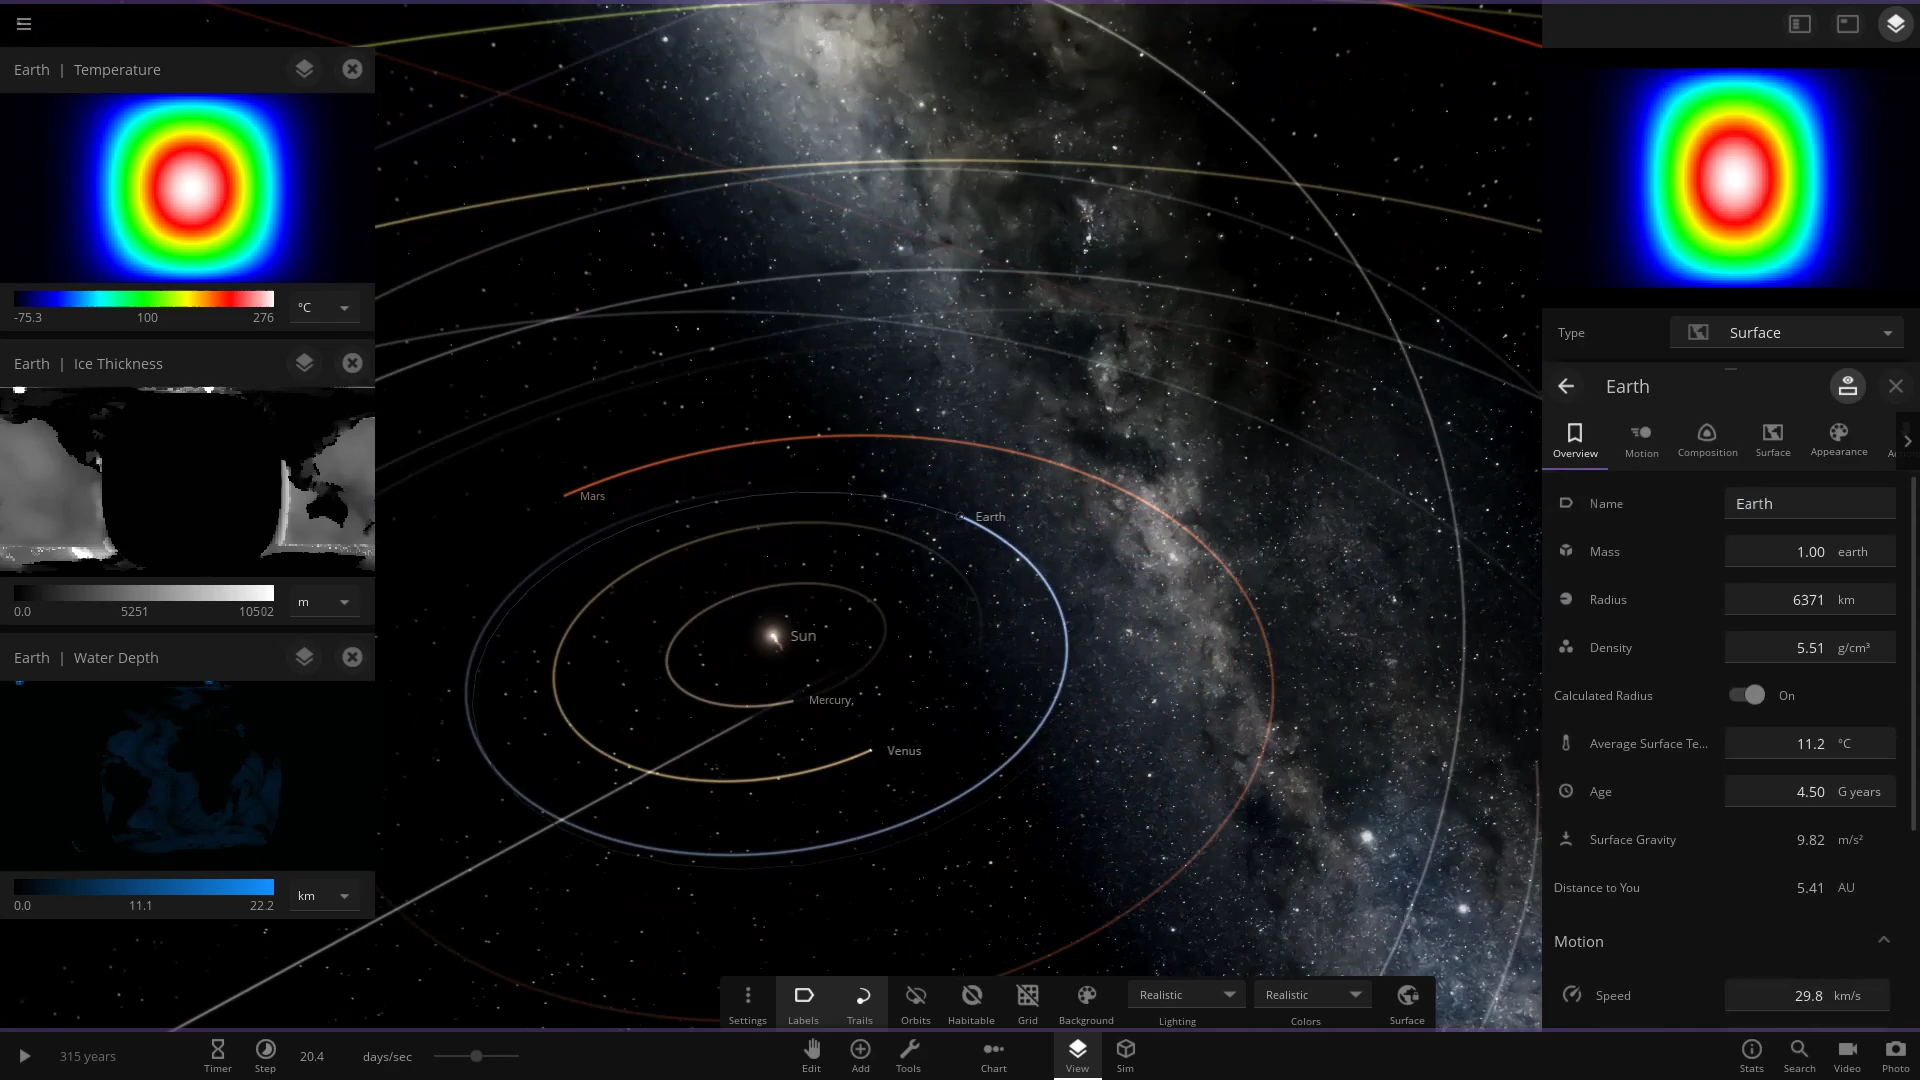 Earth | Temperature
-75.3 100 276 °C
Earth | Ice Thickness
0.0 5251 10502 m
Earth | Water Depth
0.0 11.1 22.2 km
Mars
Earth
Sun
Mercury,
Venus
Type Surface
Earth
Overview Motion Composition Surface Appearance
Name Earth
Mass 1.00 earth
Radius 6371 km
Density 5.51 g/cm³
Calculated Radius On
Average Surface Te... 11.2 °C
Age 4.50 G years
Surface Gravity 9.82 m/s²
Distance to You 5.41 AU
Motion
Speed 29.8 km/s
Realistic Realistic
Settings Labels Trails Orbits Habitable Grid Background Lighting Colors Surface
315 years 20.4 days/sec
Timer Step Edit Add Tools Chart View Sim Stats Search Video Photo